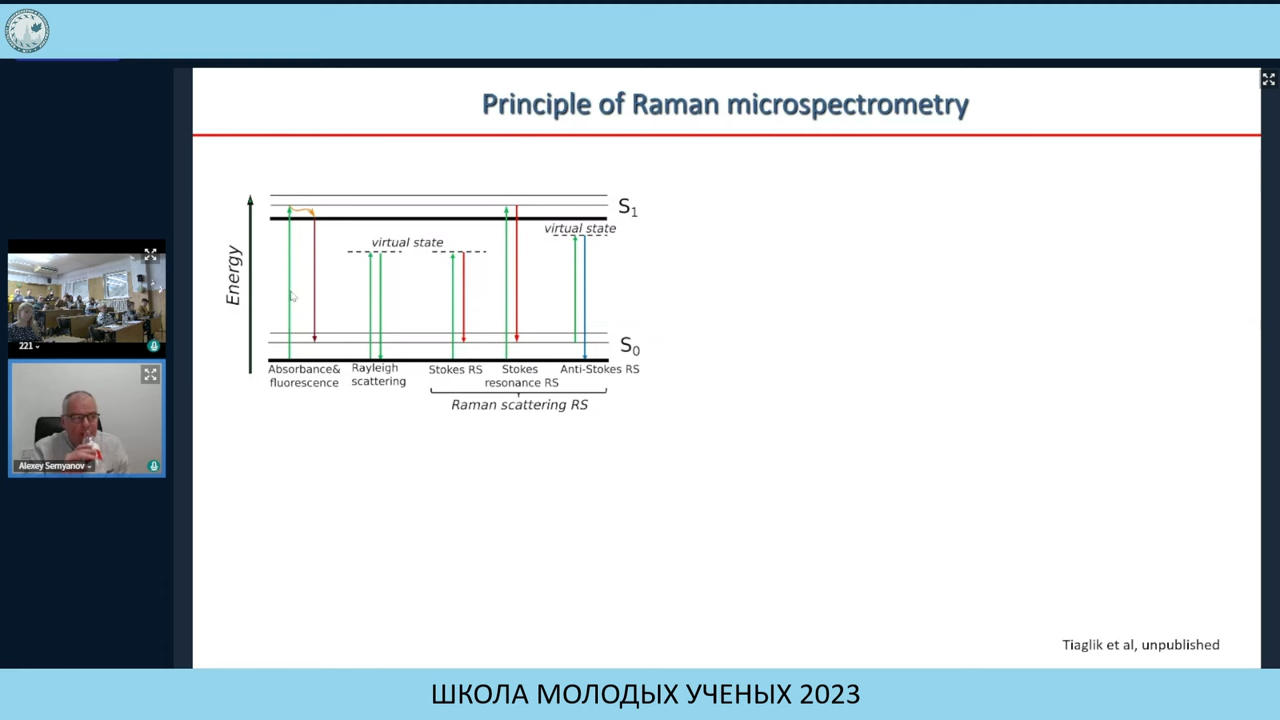 Principle of Raman microspectrometry
Energy
S1
virtual state
virtual state
S0
Absorbance&
fluorescence
Rayleigh
scattering
Stokes RS
Stokes
resonance RS
Anti-Stokes RS
Raman scattering RS
221
Alexey Semyanov
Tiaglik et al, unpublished
ШКОЛА МОЛОДЫХ УЧЕНЫХ 2023